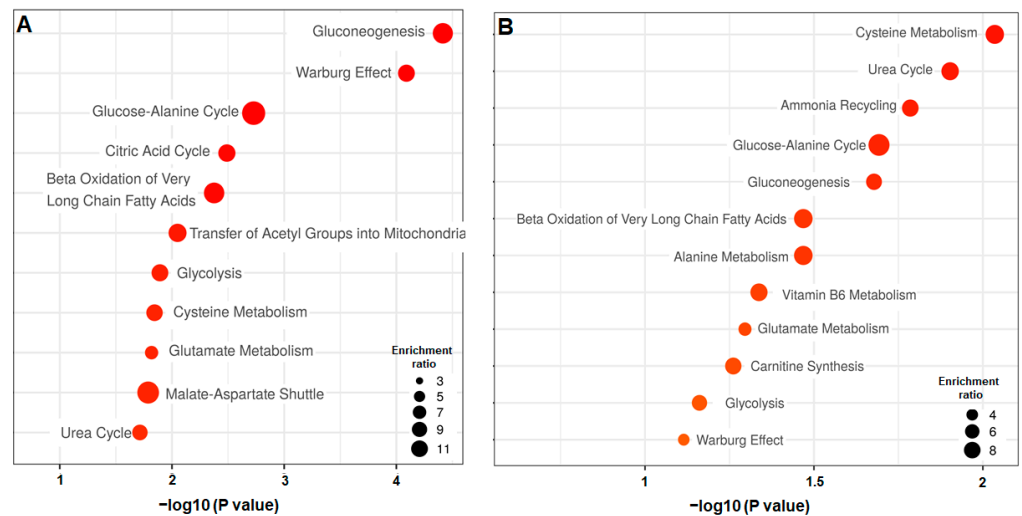 A
Gluconeogenesis
Warburg Effect
Glucose-Alanine Cycle
Citric Acid Cycle
Beta Oxidation of Very
Long Chain Fatty Acids
Transfer of Acetyl Groups into Mitochondria
Glycolysis
Cysteine Metabolism
Glutamate Metabolism
Malate-Aspartate Shuttle
Urea Cycle
Enrichment
ratio
3
5
7
9
11
1 2 3 4
−log10 (P value)
B
Cysteine Metabolism
Urea Cycle
Ammonia Recycling
Glucose-Alanine Cycle
Gluconeogenesis
Beta Oxidation of Very Long Chain Fatty Acids
Alanine Metabolism
Vitamin B6 Metabolism
Glutamate Metabolism
Carnitine Synthesis
Glycolysis
Warburg Effect
Enrichment
ratio
4
6
8
1 1.5 2
−log10 (P value)